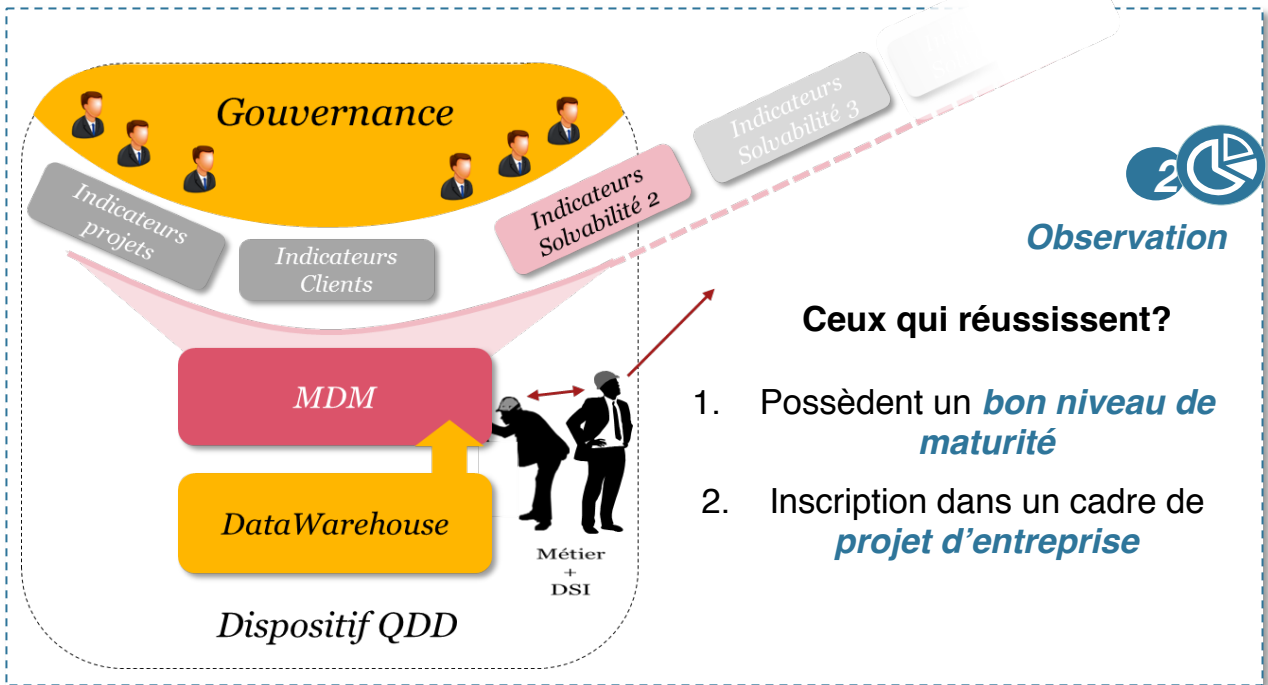 Gouvernance
Indicateurs
projets
Indicateurs
Clients
Indicateurs
Solvabilité 2
Indicateurs
Solvabilité 3
MDM
DataWarehouse
Métier
+
DSI
Dispositif QDD
2
Observation
Ceux qui réussissent?
1. Possèdent un bon niveau de
maturité
2. Inscription dans un cadre de
projet d’entreprise